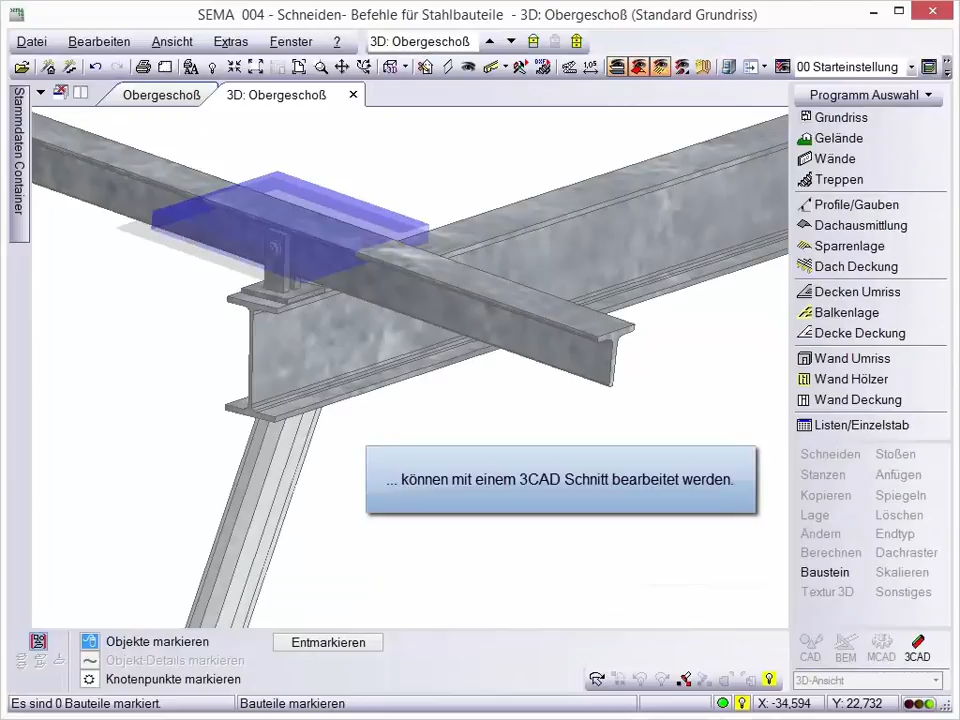 SEMA  004 - Schneiden- Befehle für Stahlbauteile  - 3D: Obergeschoß (Standard Grundriss)
Datei Bearbeiten Ansicht Extras Fenster ? 3D: Obergeschoß
00 Starteinstellung
Stammdaten Container
Obergeschoß 3D: Obergeschoß
Programm Auswahl
Grundriss
Gelände
Wände
Treppen
Profile/Gauben
Dachausmittlung
Sparrenlage
Dach Deckung
Decken Umriss
Balkenlage
Decke Deckung
Wand Umriss
Wand Hölzer
Wand Deckung
Listen/Einzelstab
... können mit einem 3CAD Schnitt bearbeitet werden.
Schneiden Stoßen
Stanzen Anfügen
Kopieren Spiegeln
Lage Löschen
Ändern Endtyp
Berechnen Dachraster
Baustein Skalieren
Textur 3D Sonstiges
CAD BEM MCAD 3CAD
3D-Ansicht
Objekte markieren Entmarkieren
Objekt-Details markieren
Knotenpunkte markieren
Es sind 0 Bauteile markiert. Bauteile markieren X: -34,594 Y: 22,732